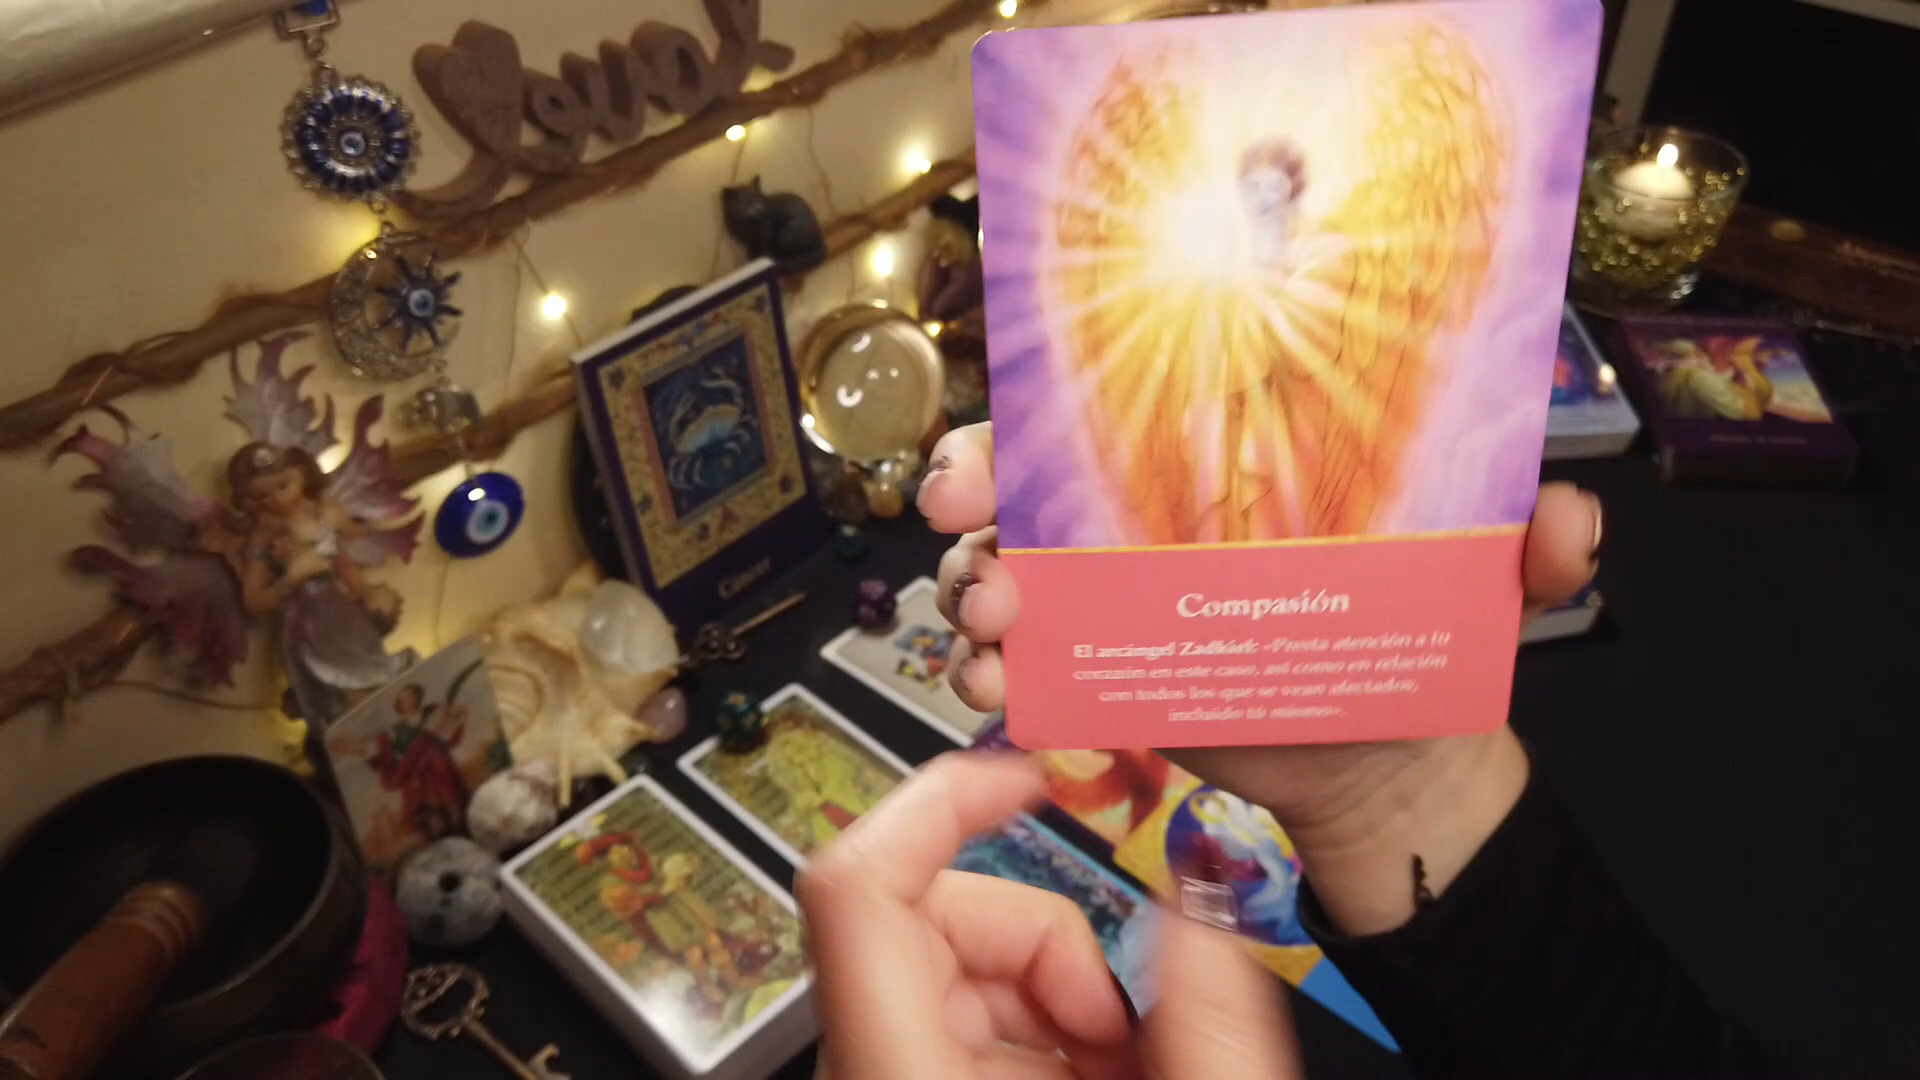 Compasión
El arcángel Zadkiel: «Presta atención a tu
corazón en este caso, así como en relación
con todos los que se vean afectados,
incluido tú mismo».
Cáncer